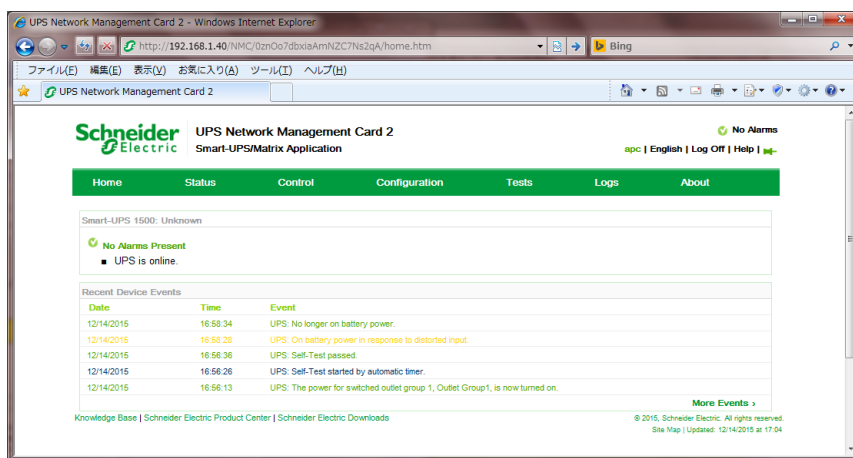 UPS Network Management Card 2 - Windows Internet Explorer
http://192.168.1.40/NMC/0znOo7dbxiaAmNZC7Ns2qA/home.htm
Bing
ファイル(F) 編集(E) 表示(V) お気に入り(A) ツール(T) ヘルプ(H)
UPS Network Management Card 2
Schneider Electric
UPS Network Management Card 2
Smart-UPS/Matrix Application
No Alarms
apc | English | Log Off | Help |
Home Status Control Configuration Tests Logs About
Smart-UPS 1500: Unknown
No Alarms Present
UPS is online.
Recent Device Events
Date Time Event
12/14/2015 16:58:34 UPS: No longer on battery power.
12/14/2015 16:58:28 UPS: On battery power in response to distorted input.
12/14/2015 16:56:36 UPS: Self-Test passed.
12/14/2015 16:56:26 UPS: Self-Test started by automatic timer.
12/14/2015 16:56:13 UPS: The power for switched outlet group 1, Outlet Group1, is now turned on.
More Events ›
Knowledge Base | Schneider Electric Product Center | Schneider Electric Downloads
© 2015, Schneider Electric. All rights reserved.
Site Map | Updated: 12/14/2015 at 17:04